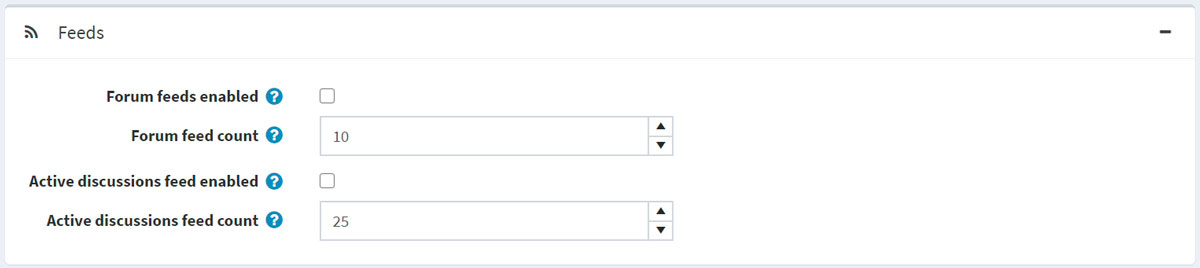 Feeds
Forum feeds enabled ?
Forum feed count ? 10
Active discussions feed enabled ?
Active discussions feed count ? 25